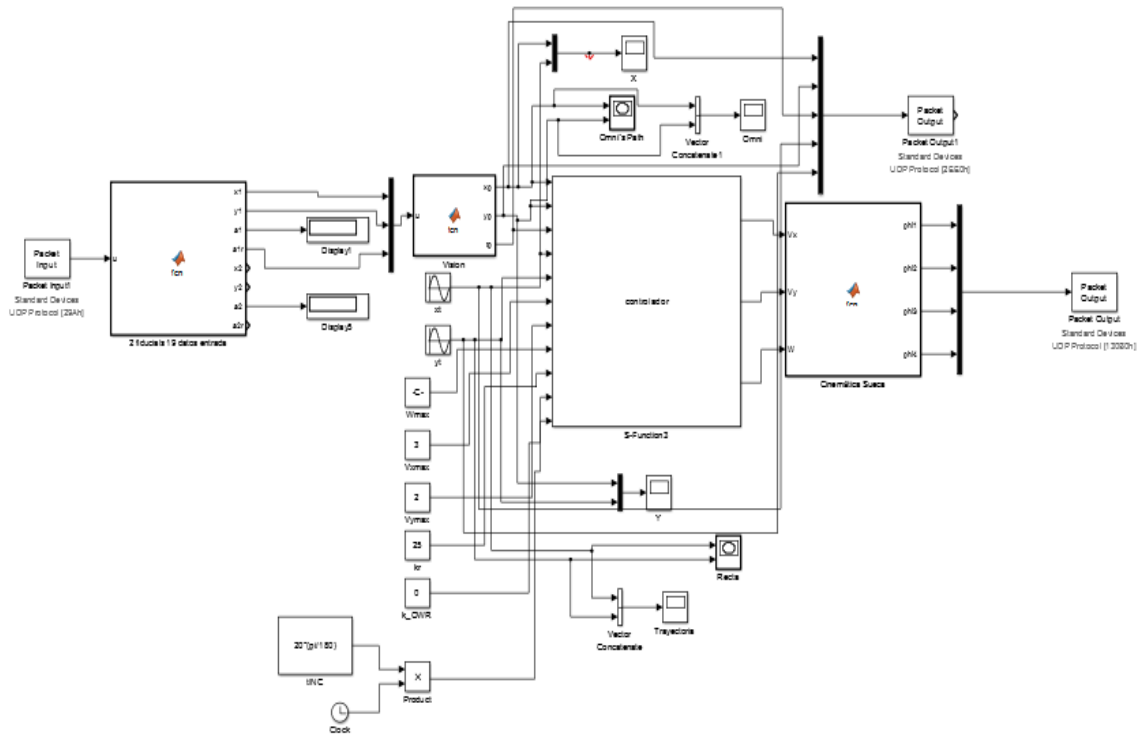 Packet
Input
Packet Input1
Standard Devices
UDP Protocol [29Ah]
u
fcn
x1
y1
a1
a1r
x2
y2
a2
a2r
2 fiducials 19 datos entrada
Display1
Display5
u
fcn
x0
y0
Vision
xt
yt
-C-
Wmax
3
Vxmax
2
Vymax
25
kr
0
k_OWR
20*(pi/180)
tINC
Clock
X
Product
X
Omni's Path
Vector
Concatenate1
Omni
controlador
S-Function3
Y
Recta
Vector
Concatenate
Trayectoria
Vx
Vy
W
fcn
phi1
phi2
phi3
phi4
Cinemática Sueca
Packet
Output
Packet Output1
Standard Devices
Packet
Output
Packet Output
Standard Devices